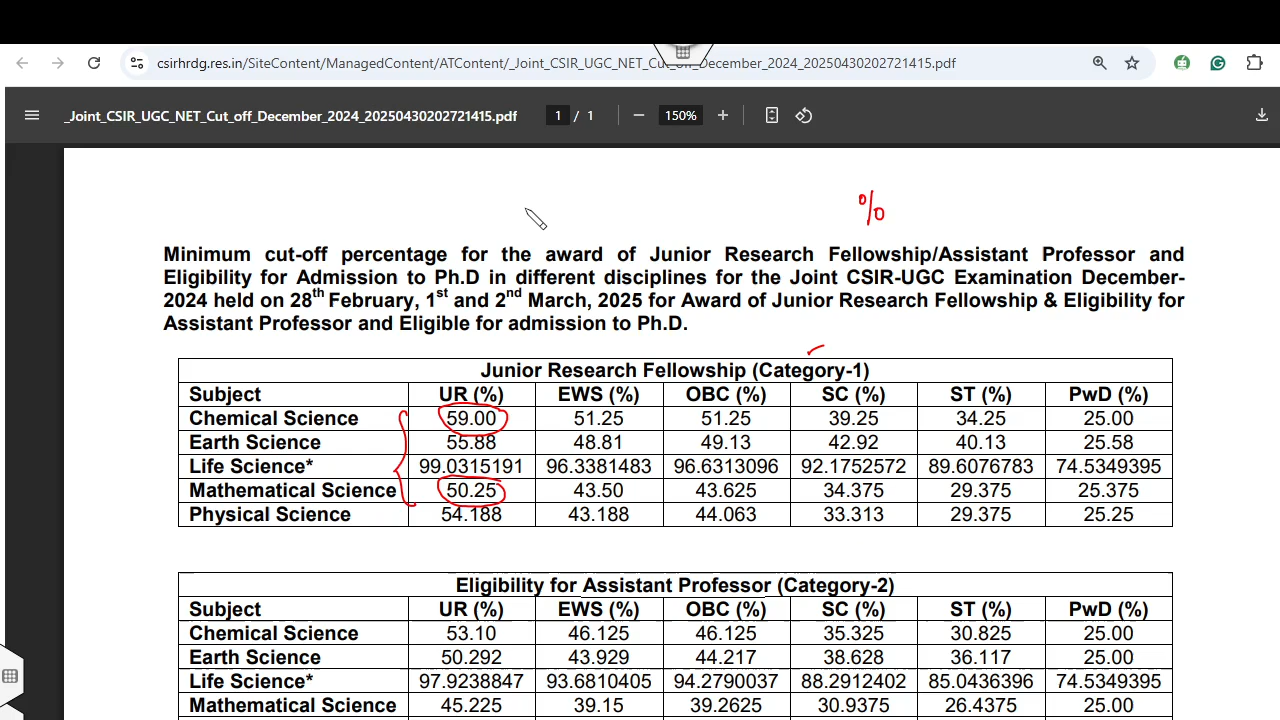 csirhrdg.res.in/SiteContent/ManagedContent/ATContent/_Joint_CSIR_UGC_NET_Cut_off_December_2024_20250430202721415.pdf
_Joint_CSIR_UGC_NET_Cut_off_December_2024_20250430202721415.pdf 1 / 1 — 150% +
%
Minimum cut-off percentage for the award of Junior Research Fellowship/Assistant Professor and
Eligibility for Admission to Ph.D in different disciplines for the Joint CSIR-UGC Examination December-
2024 held on 28th February, 1st and 2nd March, 2025 for Award of Junior Research Fellowship & Eligibility for
Assistant Professor and Eligible for admission to Ph.D.
Junior Research Fellowship (Category-1)
Subject UR (%) EWS (%) OBC (%) SC (%) ST (%) PwD (%)
Chemical Science 59.00 51.25 51.25 39.25 34.25 25.00
Earth Science 55.88 48.81 49.13 42.92 40.13 25.58
Life Science* 99.0315191 96.3381483 96.6313096 92.1752572 89.6076783 74.5349395
Mathematical Science 50.25 43.50 43.625 34.375 29.375 25.375
Physical Science 54.188 43.188 44.063 33.313 29.375 25.25
Eligibility for Assistant Professor (Category-2)
Subject UR (%) EWS (%) OBC (%) SC (%) ST (%) PwD (%)
Chemical Science 53.10 46.125 46.125 35.325 30.825 25.00
Earth Science 50.292 43.929 44.217 38.628 36.117 25.00
Life Science* 97.9238847 93.6810405 94.2790037 88.2912402 85.0436396 74.5349395
Mathematical Science 45.225 39.15 39.2625 30.9375 26.4375 25.00